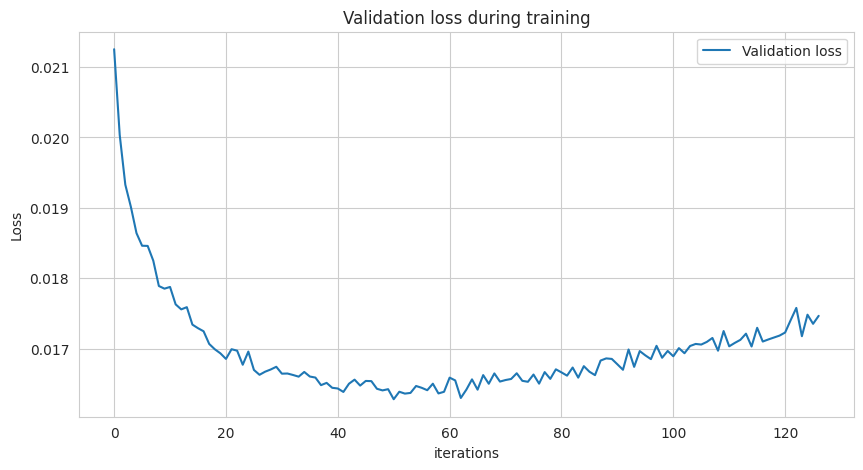 Validation loss during training
Validation loss
0.021
0.020
0.019
0.018
0.017
Loss
0 20 40 60 80 100 120
iterations